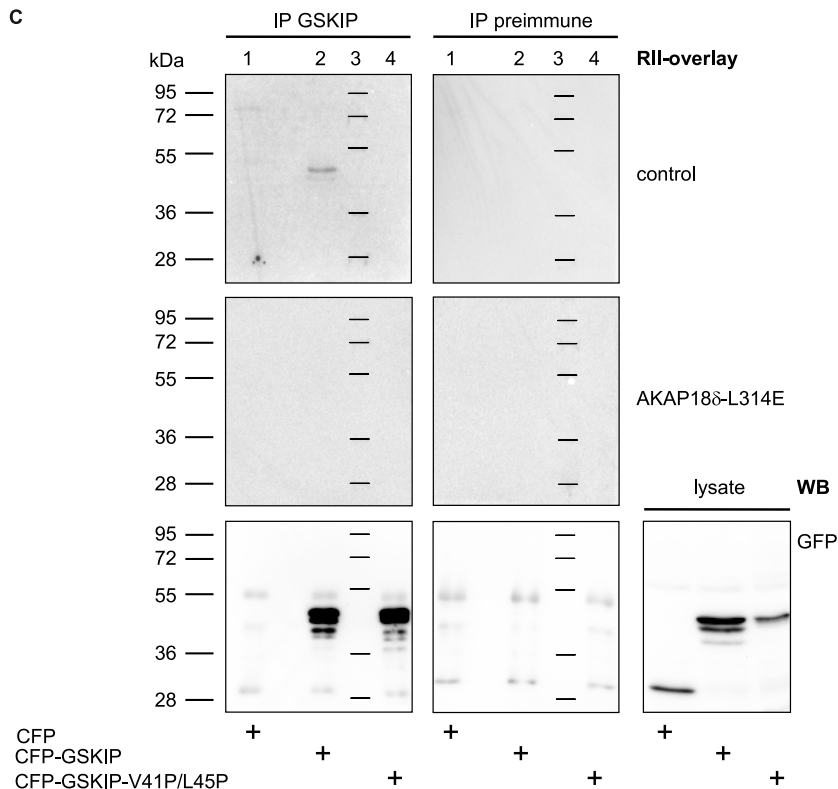 C
IP GSKIP IP preimmune
kDa 1 2 3 4 1 2 3 4 RII-overlay
95
72
55
36
28
control
95
72
55
36
28
AKAP18δ-L314E
lysate WB
95
72
55
36
28
GFP
CFP + + +
CFP-GSKIP + + +
CFP-GSKIP-V41P/L45P + + +